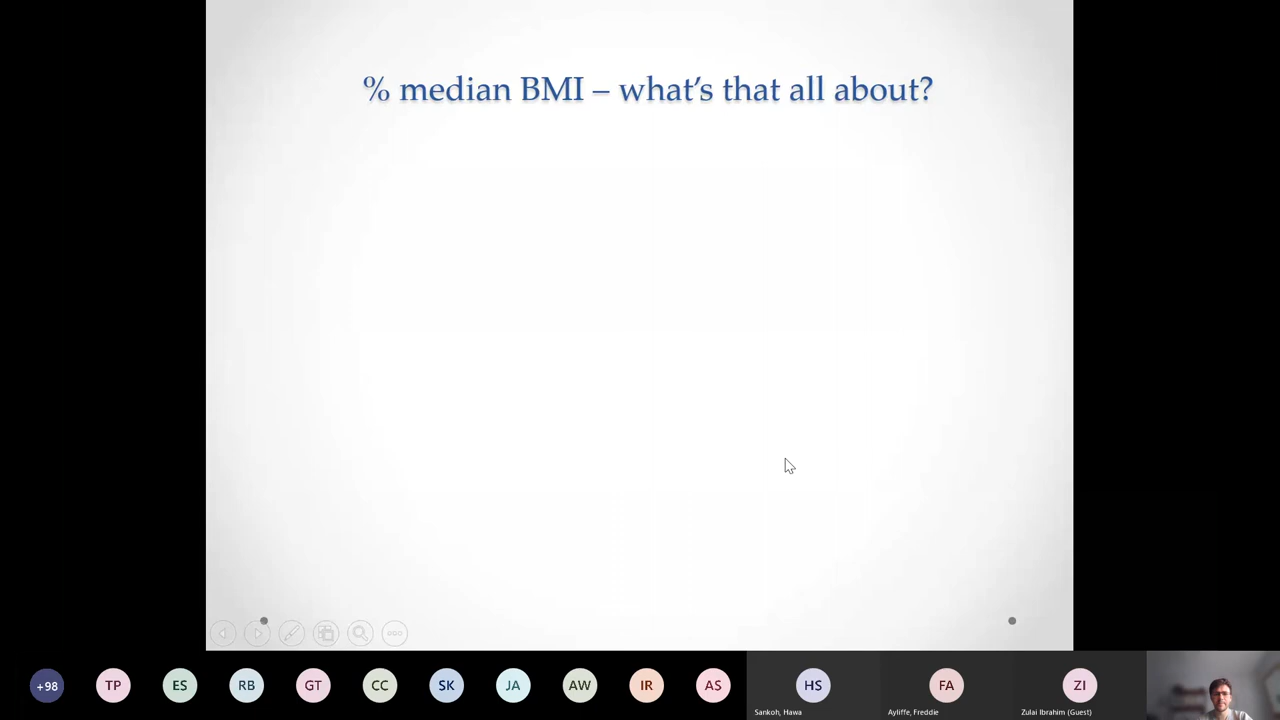 % median BMI – what's that all about?
+98 TP ES RB GT CC SK JA AW IR AS HS FA ZI
Sankoh, Hawa Ayliffe, Freddie Zulai Ibrahim (Guest)